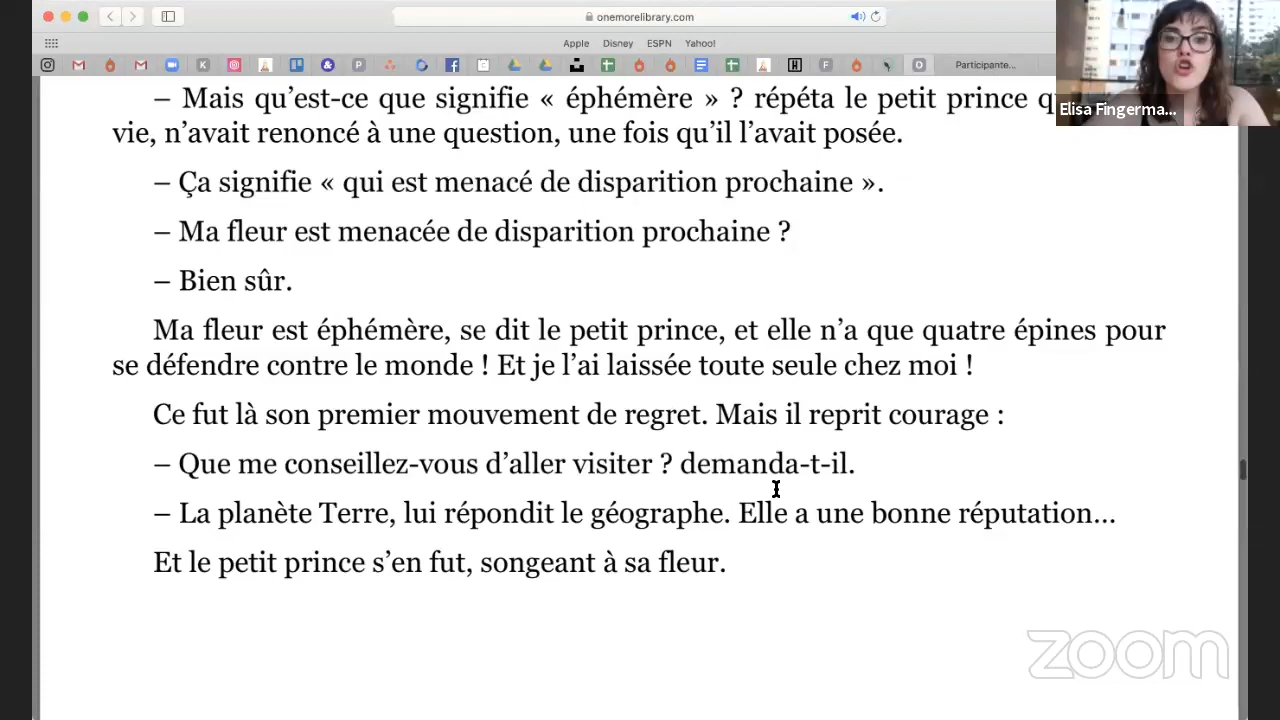 onemorelibrary.com
Apple Disney ESPN Yahoo!
K & P H F O Participante...
– Mais qu’est-ce que signifie « éphémère » ? répéta le petit prince
vie, n’avait renoncé à une question, une fois qu’il l’avait posée.
– Ça signifie « qui est menacé de disparition prochaine ».
– Ma fleur est menacée de disparition prochaine ?
– Bien sûr.
Ma fleur est éphémère, se dit le petit prince, et elle n’a que quatre épines pour
se défendre contre le monde ! Et je l’ai laissée toute seule chez moi !
Ce fut là son premier mouvement de regret. Mais il reprit courage :
– Que me conseillez-vous d’aller visiter ? demanda-t-il.
– La planète Terre, lui répondit le géographe. Elle a une bonne réputation…
Et le petit prince s’en fut, songeant à sa fleur.
Elisa Fingerma...
zoom